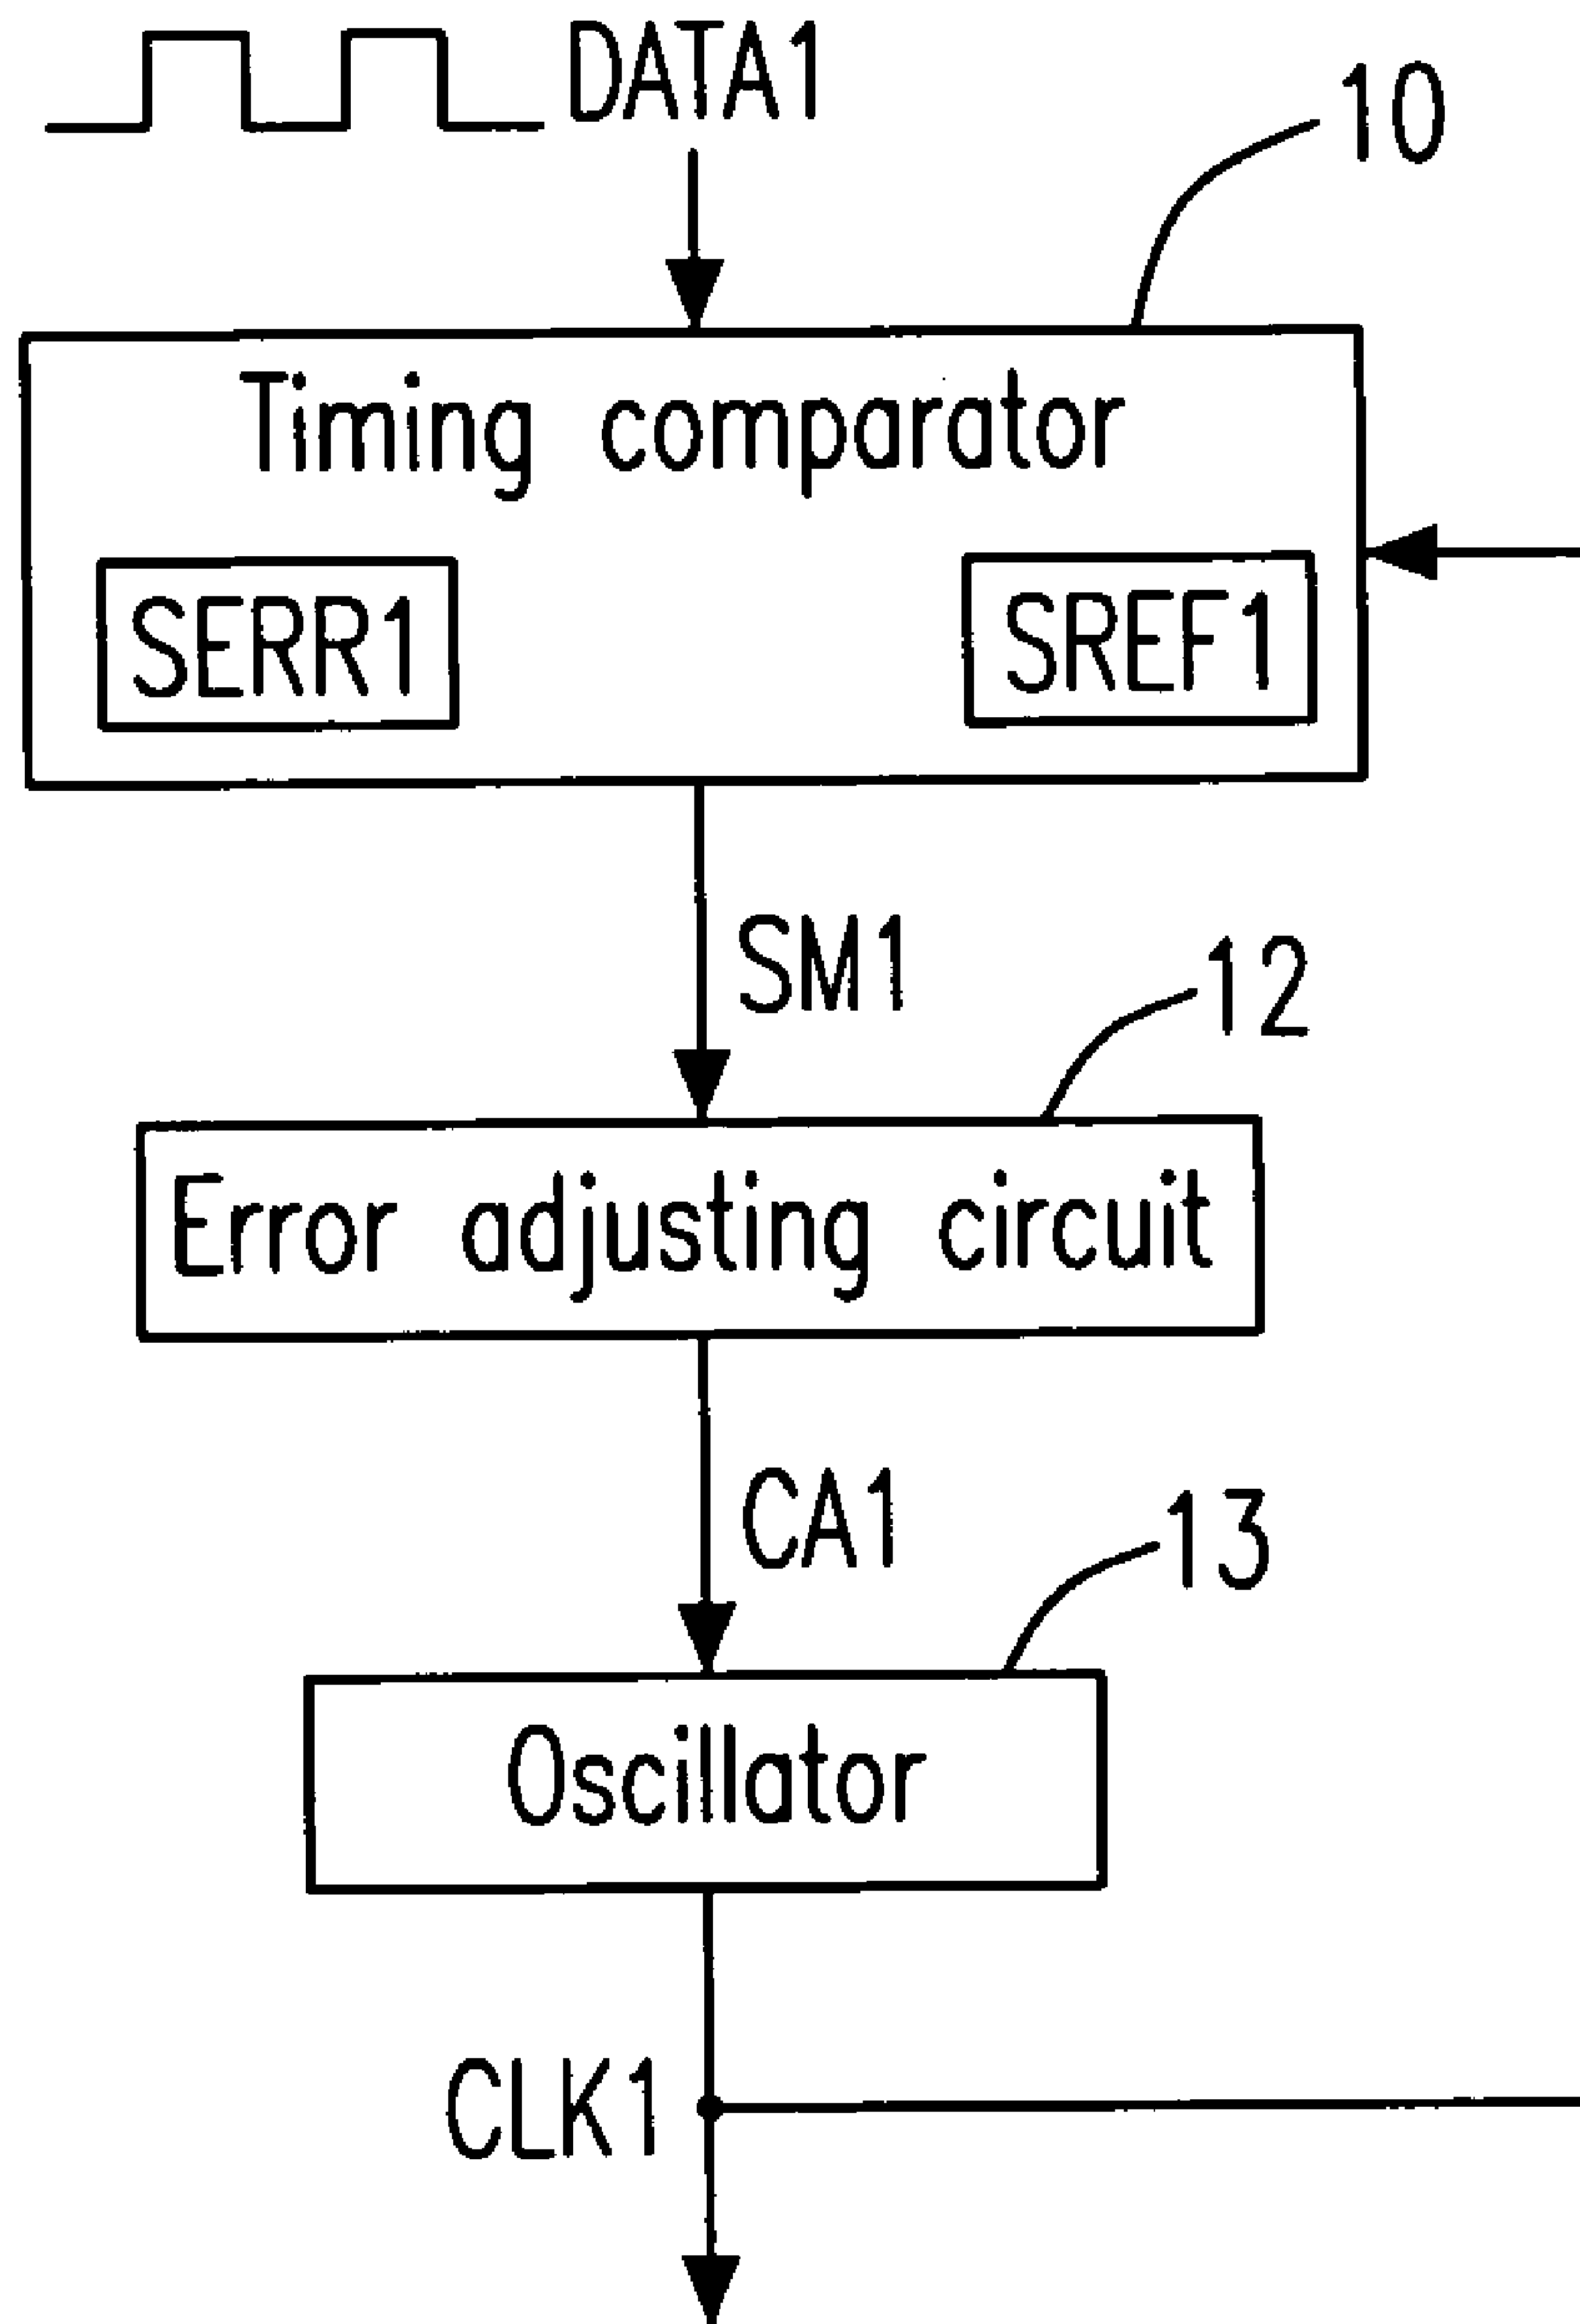 DATA1
10
Timing comparator
SERR1
SREF1
SM1
12
Error adjusting circuit
CA1
13
Oscillator
CLK1